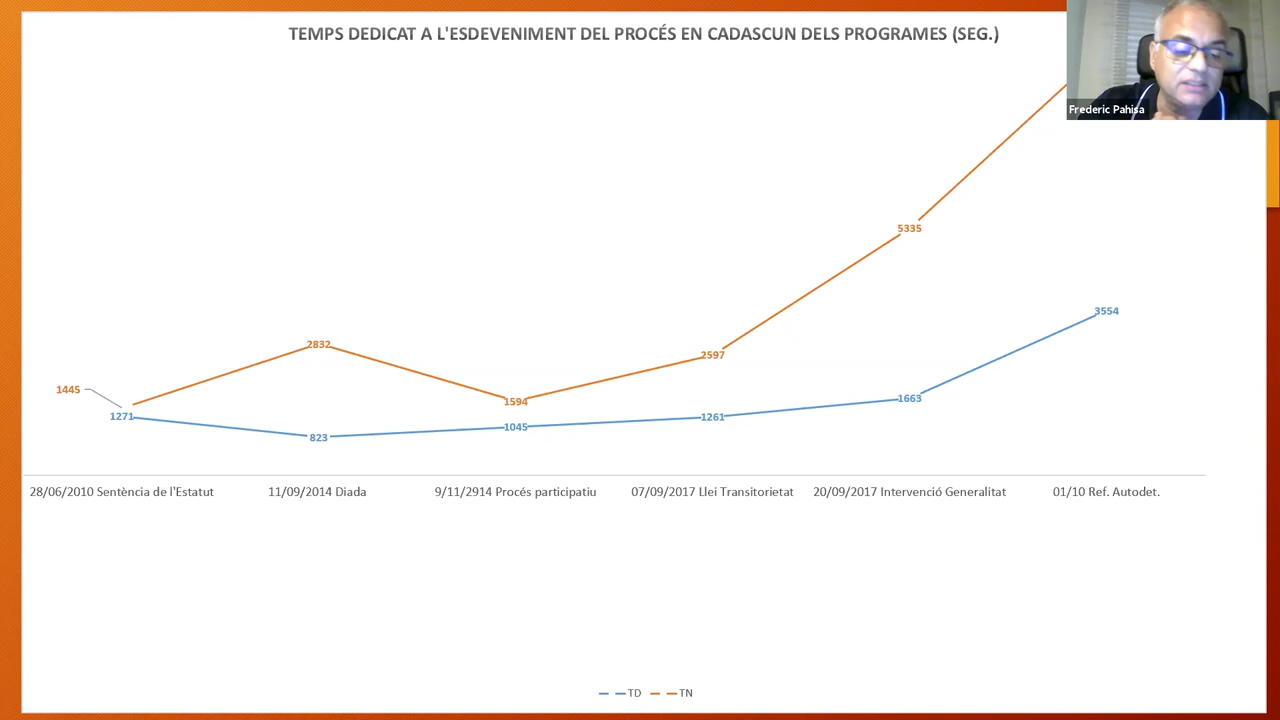 TEMPS DEDICAT A L'ESDEVENIMENT DEL PROCÉS EN CADASCUN DELS PROGRAMES (SEG.)
Frederic Pahisa
5335
3554
2832
2597
1445
1594
1663
1271
1261
1045
823
28/06/2010 Sentència de l'Estatut
11/09/2014 Diada
9/11/2914 Procés participatiu
07/09/2017 Llei Transitorietat
20/09/2017 Intervenció Generalitat
01/10 Ref. Autodet.
TD
TN